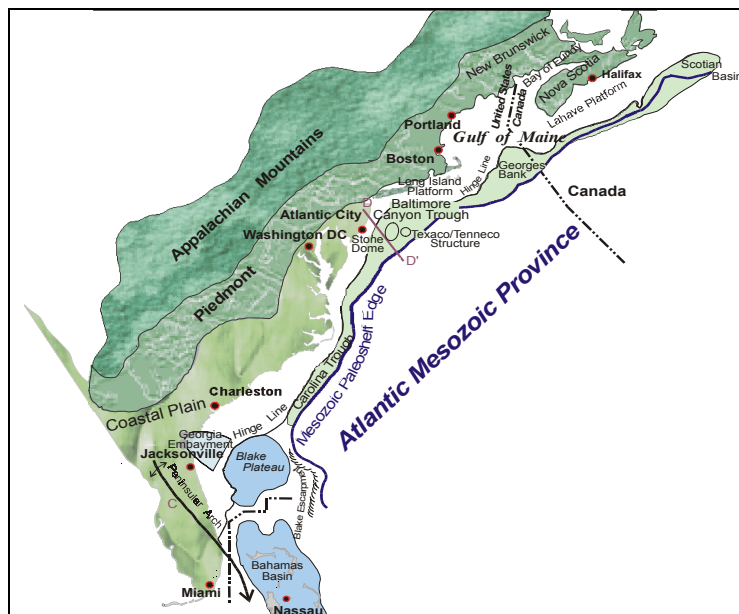 New Brunswick
Bay of Fundy
Scotian
Basin
United States
Canada
Nova Scotia
Halifax
Lahave Platform
Portland
Gulf of Maine
Boston
Georges
Bank
Hinge Line
Long Island
Platform
Canada
Appalachian Mountains
Baltimore
Canyon Trough
D
Atlantic City
Washington DC
Stone
Dome
Texaco/Tenneco
Structure
D'
Piedmont
Atlantic Mesozoic Province
Mesozoic Paleoshelf Edge
Carolina Trough
Charleston
Coastal Plain
Hinge Line
Georgia
Embayment
Jacksonville
Blake
Plateau
Peninsular Arch
C
Blake Escarpment
Bahamas
Basin
Miami
Nassau